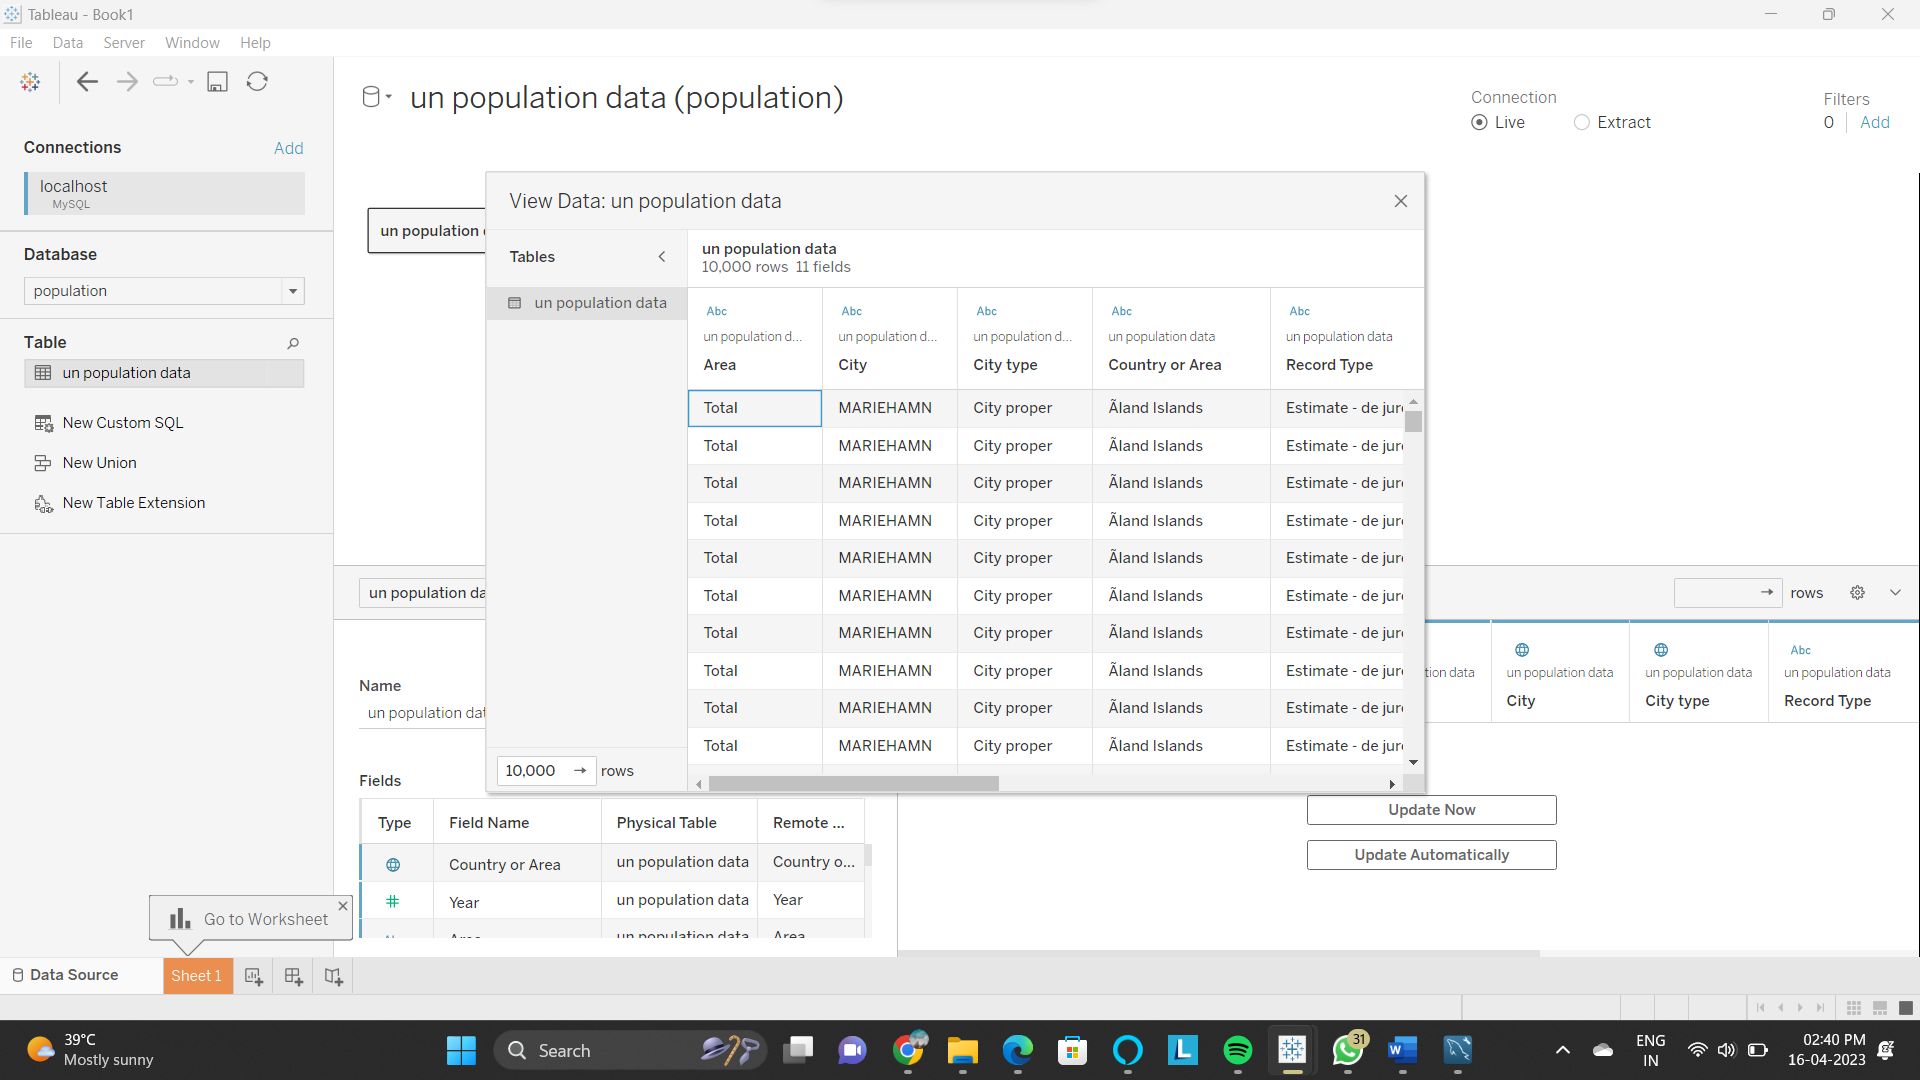 Tableau - Book1
File Data Server Window Help
un population data (population)
Connection
Live Extract
Filters
0 Add
Connections Add
localhost
MySQL
Database
population
Table
un population data
New Custom SQL
New Union
New Table Extension
un population
View Data: un population data
Tables
un population data
10,000 → rows
un population data
10,000 rows 11 fields
Abc Abc Abc Abc Abc
un population d... un population d... un population d... un population data un population data
Area City City type Country or Area Record Type
Total MARIEHAMN City proper Ãland Islands Estimate - de jur
Total MARIEHAMN City proper Ãland Islands Estimate - de jur
Total MARIEHAMN City proper Ãland Islands Estimate - de jur
Total MARIEHAMN City proper Ãland Islands Estimate - de jur
Total MARIEHAMN City proper Ãland Islands Estimate - de jur
Total MARIEHAMN City proper Ãland Islands Estimate - de jur
Total MARIEHAMN City proper Ãland Islands Estimate - de jur
Total MARIEHAMN City proper Ãland Islands Estimate - de jur
Total MARIEHAMN City proper Ãland Islands Estimate - de jur
Total MARIEHAMN City proper Ãland Islands Estimate - de jur
un population da
→ rows
Abc
tion data un population data un population data un population data
City City type Record Type
Name
un population dat
Fields
Type Field Name Physical Table Remote ...
Country or Area un population data Country o...
Year un population data Year
un population data Area
Update Now
Update Automatically
Go to Worksheet
Data Source Sheet 1
39°C
Mostly sunny
Search
31
ENG
IN
02:40 PM
16-04-2023